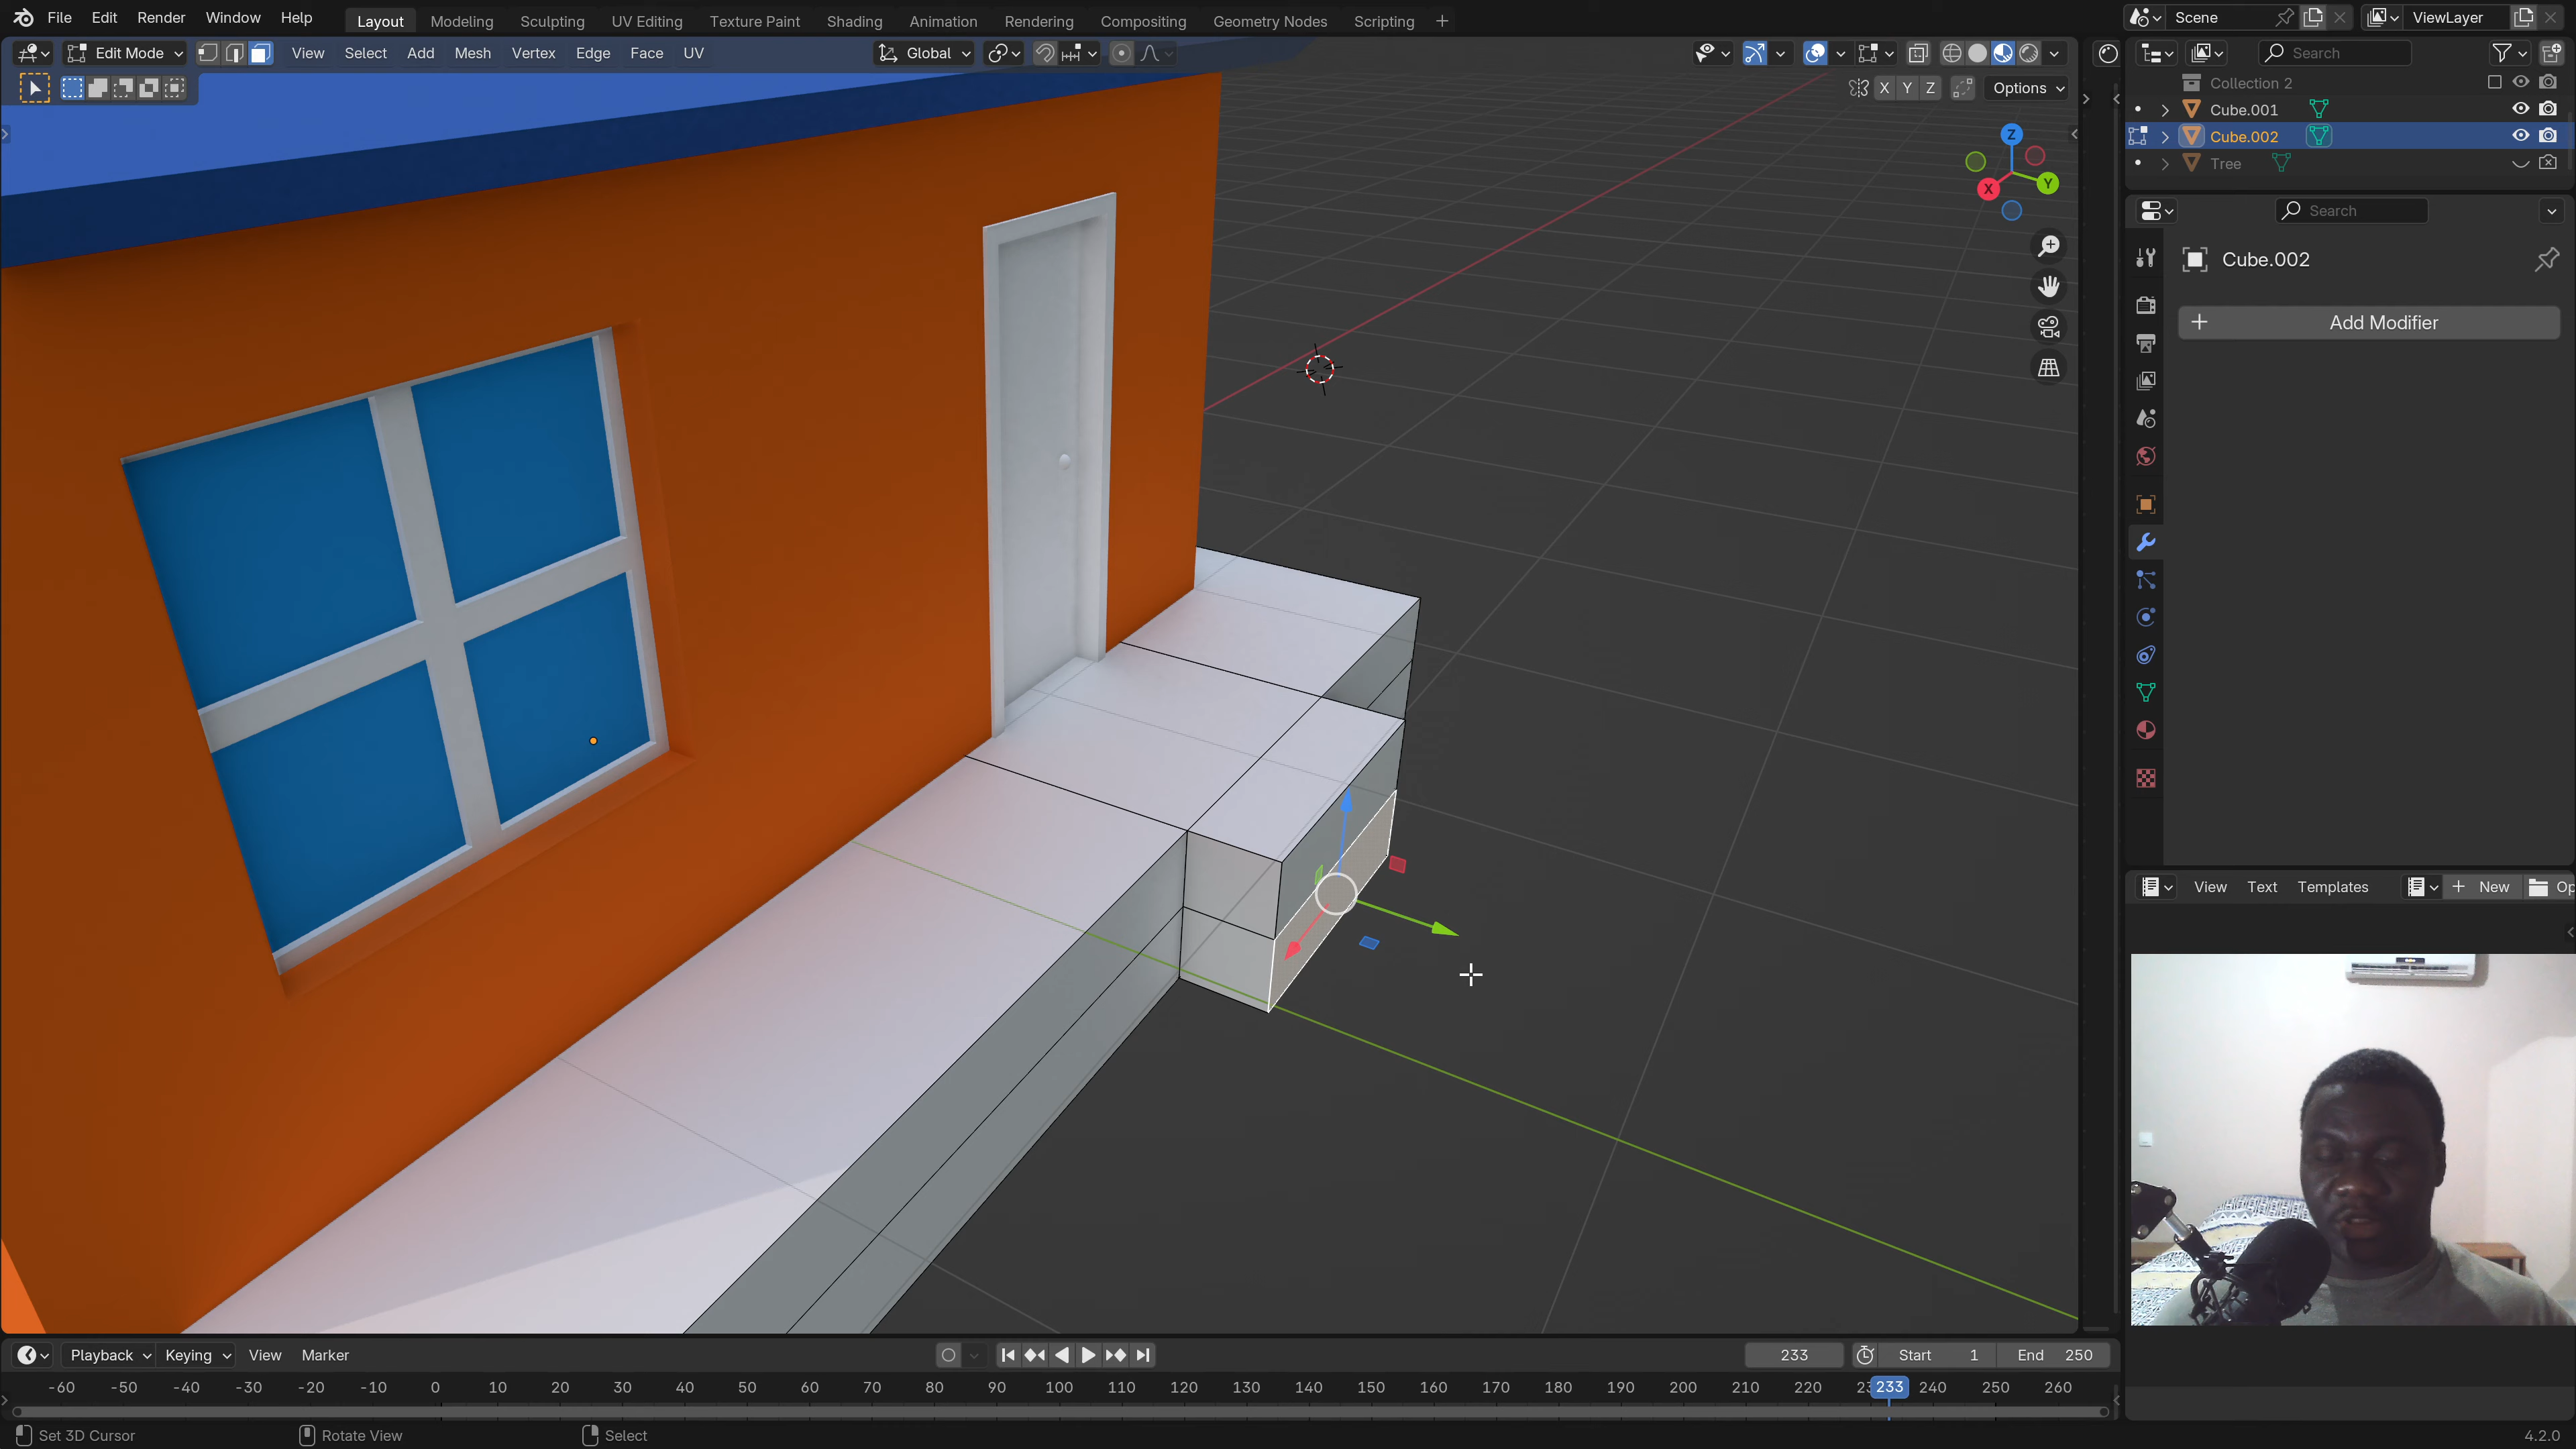 File Edit Render Window Help Layout Modeling Sculpting UV Editing Texture Paint Shading Animation Rendering Compositing Geometry Nodes Scripting + Scene ViewLayer
Edit Mode View Select Add Mesh Vertex Edge Face UV Global Search
X Y Z Options
Collection 2
Cube.001
Cube.002
Tree
Z
X
Y
Search
Cube.002
Add Modifier
View Text Templates New Op
Playback Keying View Marker 233 Start 1 End 250
-60 -50 -40 -30 -20 -10 0 10 20 30 40 50 60 70 80 90 100 110 120 130 140 150 160 170 180 190 200 210 220 23 233 240 250 260
Set 3D Cursor Rotate View Select 4.2.0